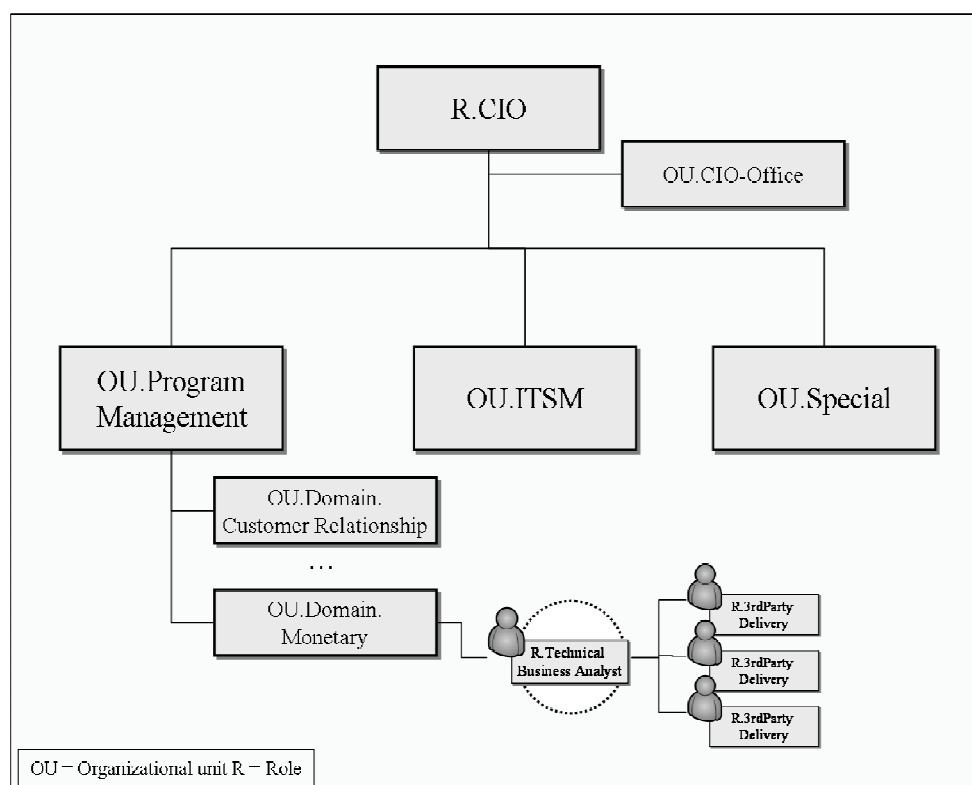 R.CIO
OU.CIO-Office
OU.Program
Management
OU.ITSM
OU.Special
OU.Domain.
Customer Relationship
...
OU.Domain.
Monetary
R.Technical
Business Analyst
R.3rdParty
Delivery
R.3rdParty
Delivery
R.3rdParty
Delivery
OU = Organizational unit R = Role